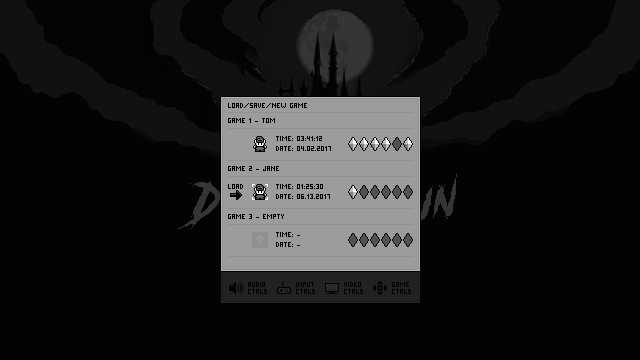 LOAD/SAVE/NEW GAME
GAME 1 - TOM
TIME: 03:41:12
DATE: 04.02.2017
GAME 2 - JANE
LOAD
TIME: 01:25:30
DATE: 06.13.2017
GAME 3 - EMPTY
?
TIME: -
DATE: -
AUDIO CTRLS
INPUT CTRLS
VIDEO CTRLS
GAME CTRLS